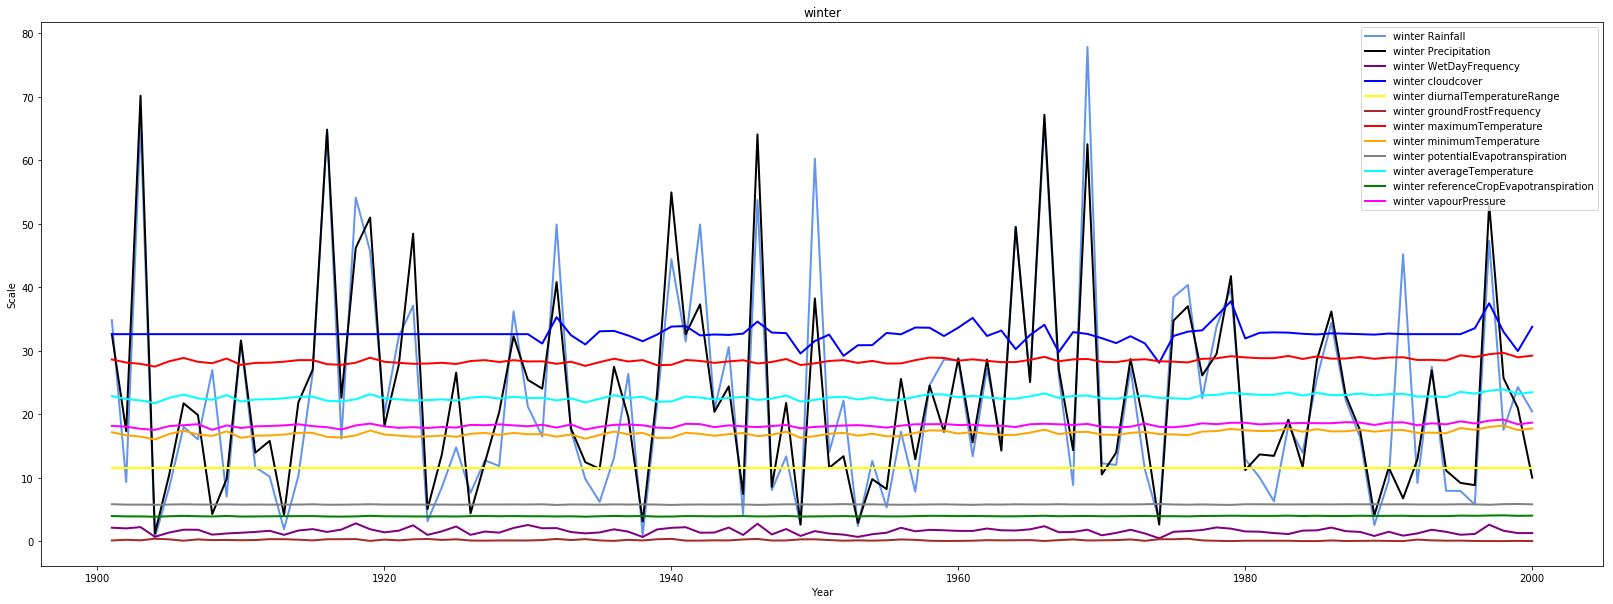 winter
80
70
60
50
40
30
20
10
0
Scale
1900
1920
1940
1960
1980
2000
Year
winter Rainfall
winter Precipitation
winter WetDayFrequency
winter cloudcover
winter diurnalTemperatureRange
winter groundFrostFrequency
winter maximumTemperature
winter minimumTemperature
winter potentialEvapotranspiration
winter averageTemperature
winter referenceCropEvapotranspiration
winter vapourPressure